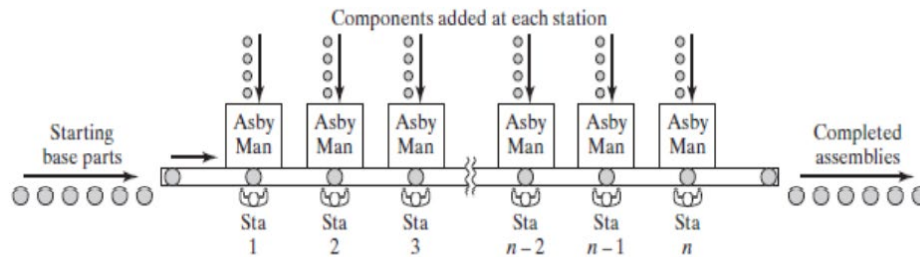 Components added at each station
Asby
Man
Asby
Man
Asby
Man
Asby
Man
Asby
Man
Asby
Man
Starting
base parts
Completed
assemblies
Sta
1
Sta
2
Sta
3
Sta
n – 2
Sta
n – 1
Sta
n